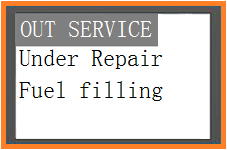 OUT SERVICE
Under Repair
Fuel filling